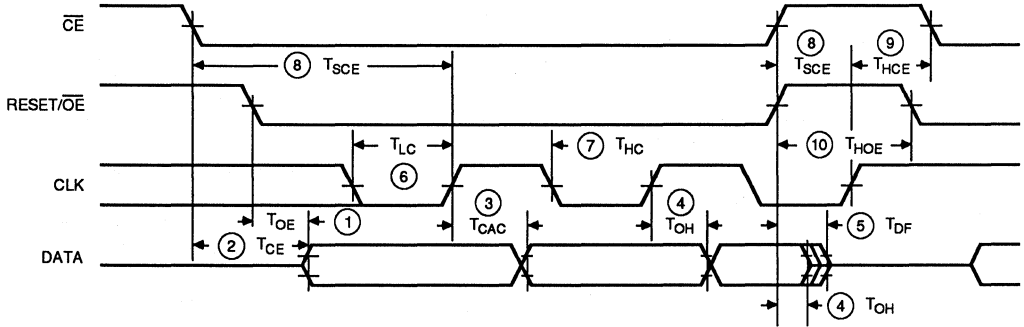 CE
8 TSCE
8 TSCE
9 THCE
RESET/OE
TLC
7 THC
10 THOE
CLK
6
3 TCAC
4 TOH
TOE 1
5 TDF
2 TCE
DATA
4 TOH